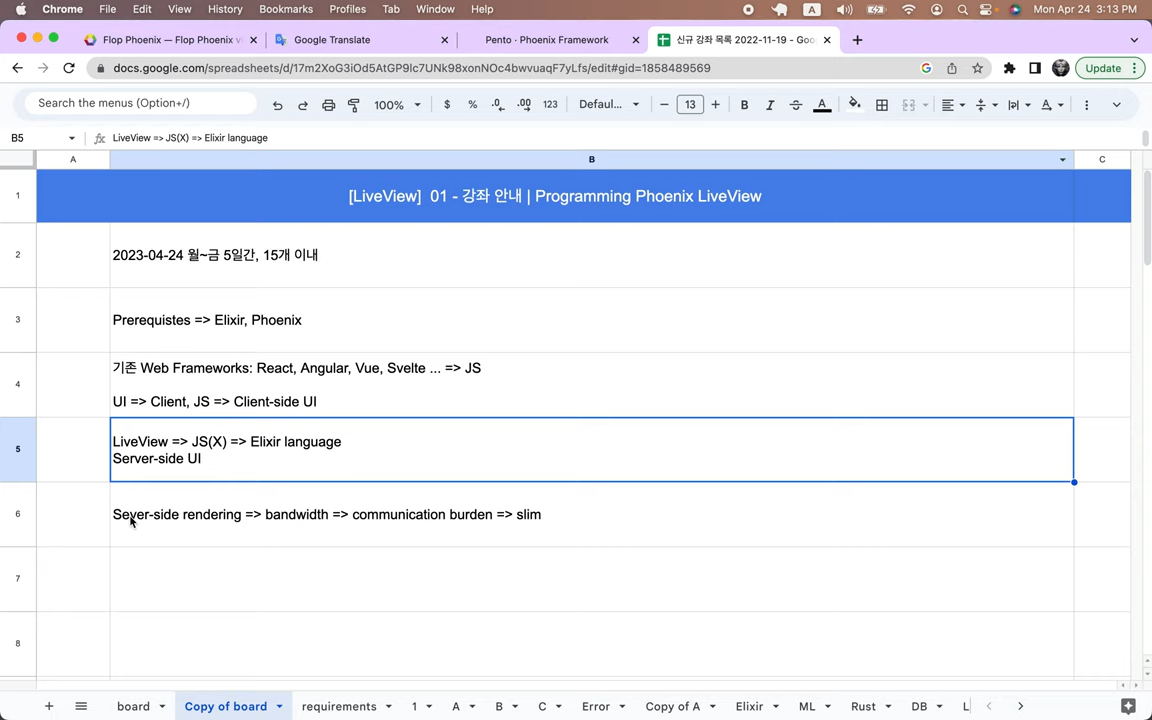 Chrome File Edit View History Bookmarks Profiles Tab Window Help A Mon Apr 24 3:13 PM
Flop Phoenix — Flop Phoenix v
Google Translate
Pento · Phoenix Framework
신규 강좌 목록 2022-11-19 - Goo
docs.google.com/spreadsheets/d/17m2XoG3iOd5AtGP9lc7UNk98xonNOc4bwvuaqF7yLfs/edit#gid=1858489569
Update
Search the menus (Option+/) 100% $ % .0 .00 123 Defaul... 13 B I S A
B5 fx LiveView => JS(X) => Elixir language
A B C
1 [LiveView] 01 - 강좌 안내 | Programming Phoenix LiveView
2 2023-04-24 월~금 5일간, 15개 이내
3 Prerequistes => Elixir, Phoenix
4 기존 Web Frameworks: React, Angular, Vue, Svelte ... => JS
UI => Client, JS => Client-side UI
5 LiveView => JS(X) => Elixir language
Server-side UI
6 Sever-side rendering => bandwidth => communication burden => slim
7
8
board Copy of board requirements 1 A B C Error Copy of A Elixir ML Rust DB L